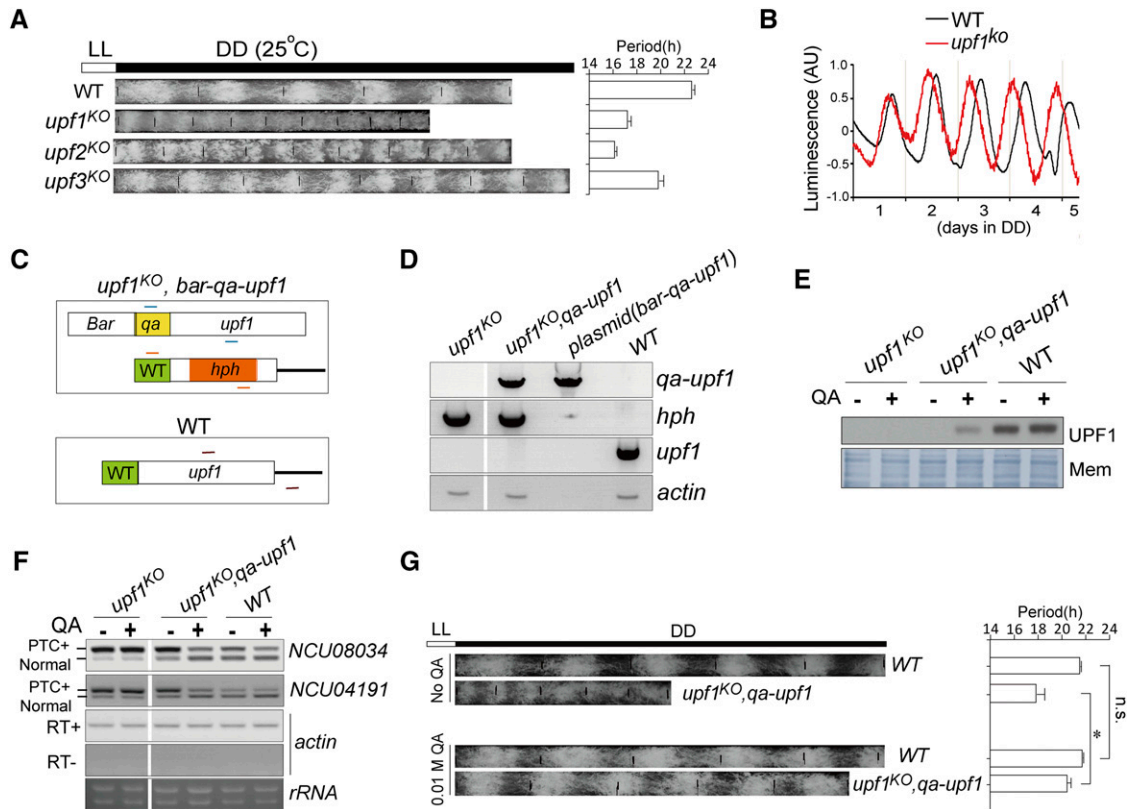 A
LL DD (25°C)
Period(h)
14 16 18 20 22 24
WT
upf1KO
upf2KO
upf3KO
B
WT
upf1ko
Luminescence (AU)
1.0
0.5
0
-0.5
-1.0
1 2 3 4 5
(days in DD)
C
upf1KO, bar-qa-upf1
Bar qa upf1
WT hph
WT
WT upf1
D
upf1KO
upf1KO,qa-upf1
plasmid(bar-qa-upf1)
WT
qa-upf1
hph
upf1
actin
E
upf1KO
upf1KO,qa-upf1
WT
QA - + - + - +
UPF1
Mem
F
upf1KO
upf1KO,qa-upf1
WT
QA - + - + - +
PTC+
Normal
NCU08034
PTC+
Normal
NCU04191
RT+
RT-
actin
rRNA
G
LL DD
Period(h)
14 16 18 20 22 24
No QA
WT
upf1KO,qa-upf1
0.01 M QA
WT
upf1KO,qa-upf1
*
n.s.